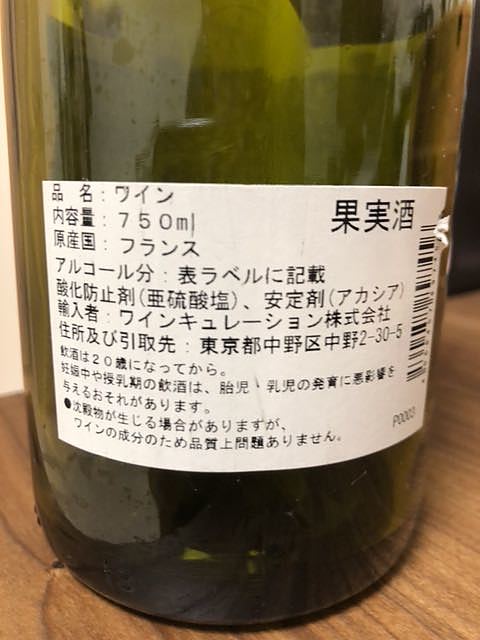 品　名：ワイン
果実酒
内容量：７５０ml
原産国：フランス
アルコール分：表ラベルに記載
酸化防止剤(亜硫酸塩)、安定剤(アカシア)
輸入者：ワインキュレーション株式会社
住所及び引取先：東京都中野区中野2-30-5
飲酒は２０歳になってから。
妊娠中や授乳期の飲酒は、胎児・乳児の発育に悪影響を
与えるおそれがあります。
●沈殿物が生じる場合がありますが、
ワインの成分のため品質上問題ありません。
P0003